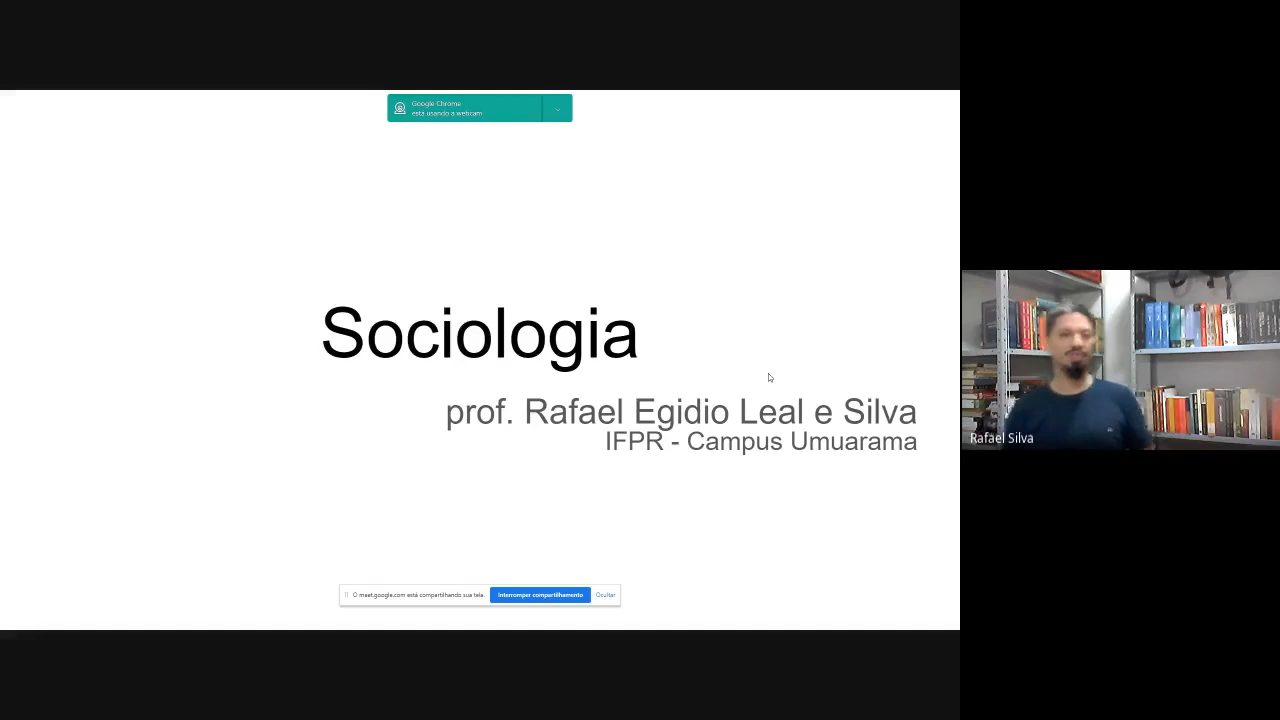 Google Chrome
está usando a webcam
Sociologia
prof. Rafael Egidio Leal e Silva
IFPR - Campus Umuarama
Rafael Silva
O meet.google.com está compartilhando sua tela.
Interromper compartilhamento
Ocultar